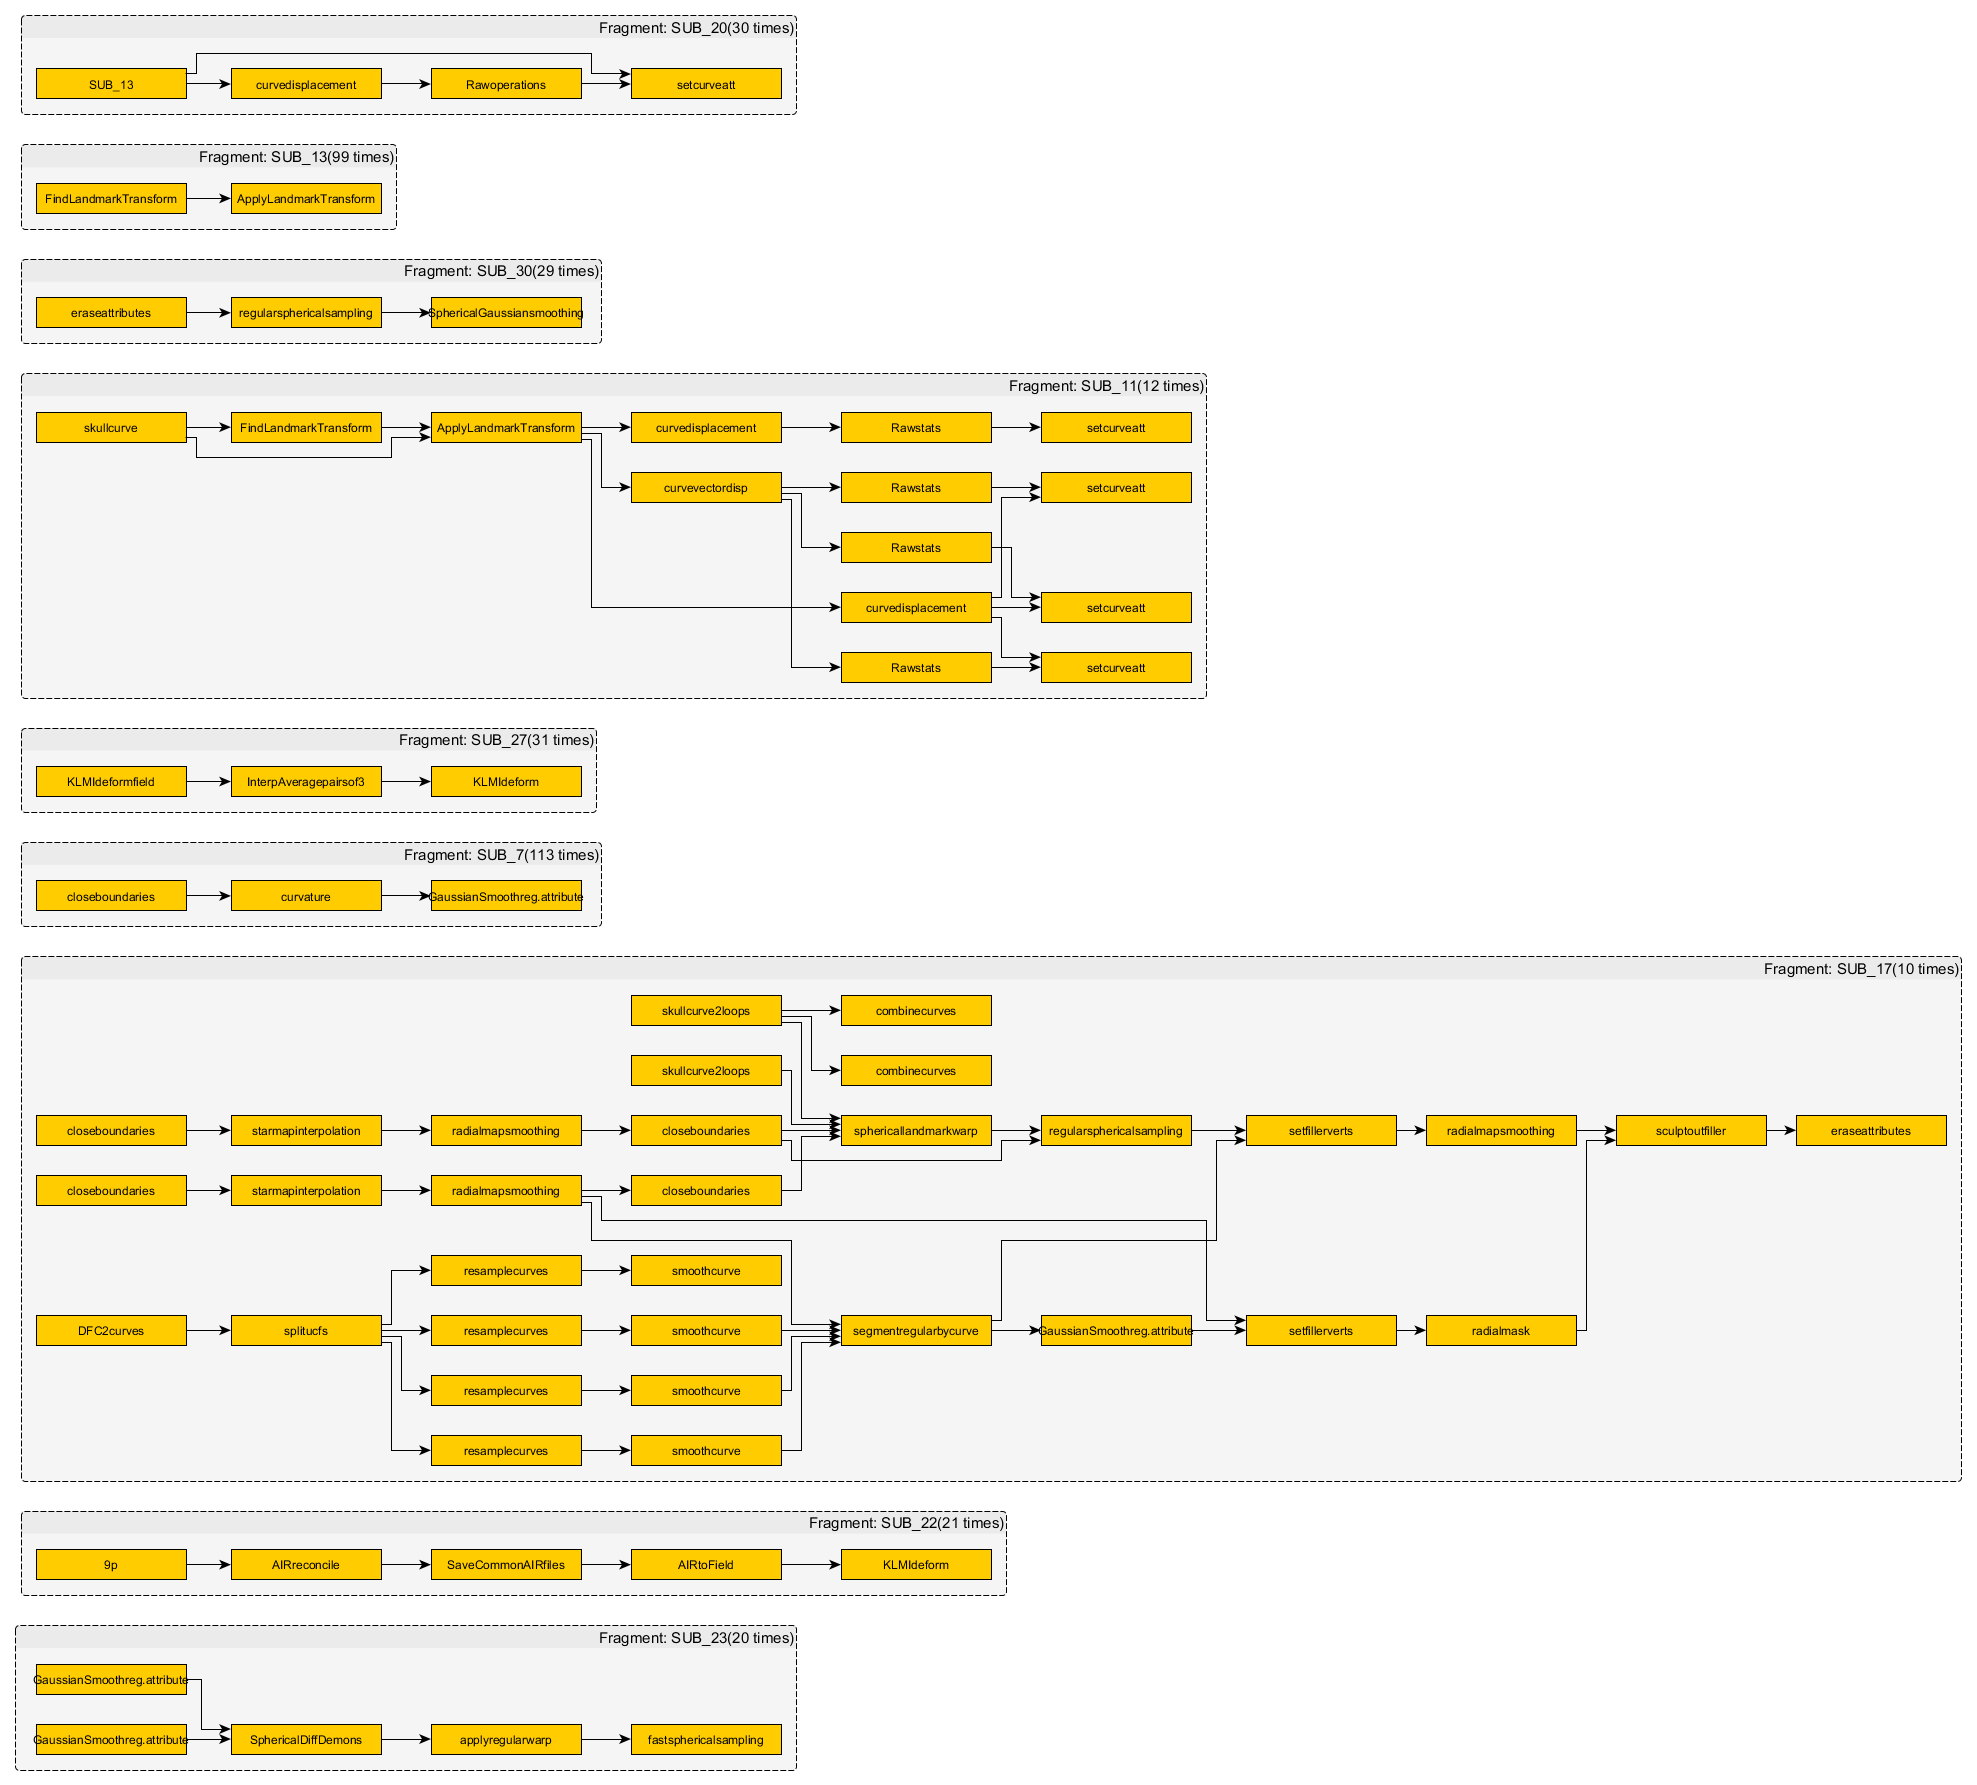 Fragment: SUB_20(30 times)
SUB_13 curvedisplacement Rawoperations setcurveatt
Fragment: SUB_13(99 times)
FindLandmarkTransform ApplyLandmarkTransform
Fragment: SUB_30(29 times)
eraseattributes regularsphericalsampling SphericalGaussiansmoothing
Fragment: SUB_11(12 times)
skullcurve FindLandmarkTransform ApplyLandmarkTransform curvedisplacement Rawstats setcurveatt
curvevectordisp Rawstats setcurveatt
Rawstats
curvedisplacement setcurveatt
Rawstats setcurveatt
Fragment: SUB_27(31 times)
KLMIdeformfield InterpAveragepairsof3 KLMIdeform
Fragment: SUB_7(113 times)
closeboundaries curvature GaussianSmoothreg.attribute
Fragment: SUB_17(10 times)
skullcurve2loops combinecurves
skullcurve2loops combinecurves
closeboundaries starmapinterpolation radialmapsmoothing closeboundaries sphericallandmarkwarp regularsphericalsampling setfillerverts radialmapsmoothing sculptoutfiller eraseattributes
closeboundaries starmapinterpolation radialmapsmoothing closeboundaries
resamplecurves smoothcurve
DFC2curves splitucfs resamplecurves smoothcurve segmentregularbycurve GaussianSmoothreg.attribute setfillerverts radialmask
resamplecurves smoothcurve
resamplecurves smoothcurve
Fragment: SUB_22(21 times)
9p AIRreconcile SaveCommonAIRfiles AIRtoField KLMIdeform
Fragment: SUB_23(20 times)
GaussianSmoothreg.attribute
GaussianSmoothreg.attribute SphericalDiffDemons applyregularwarp fastsphericalsampling